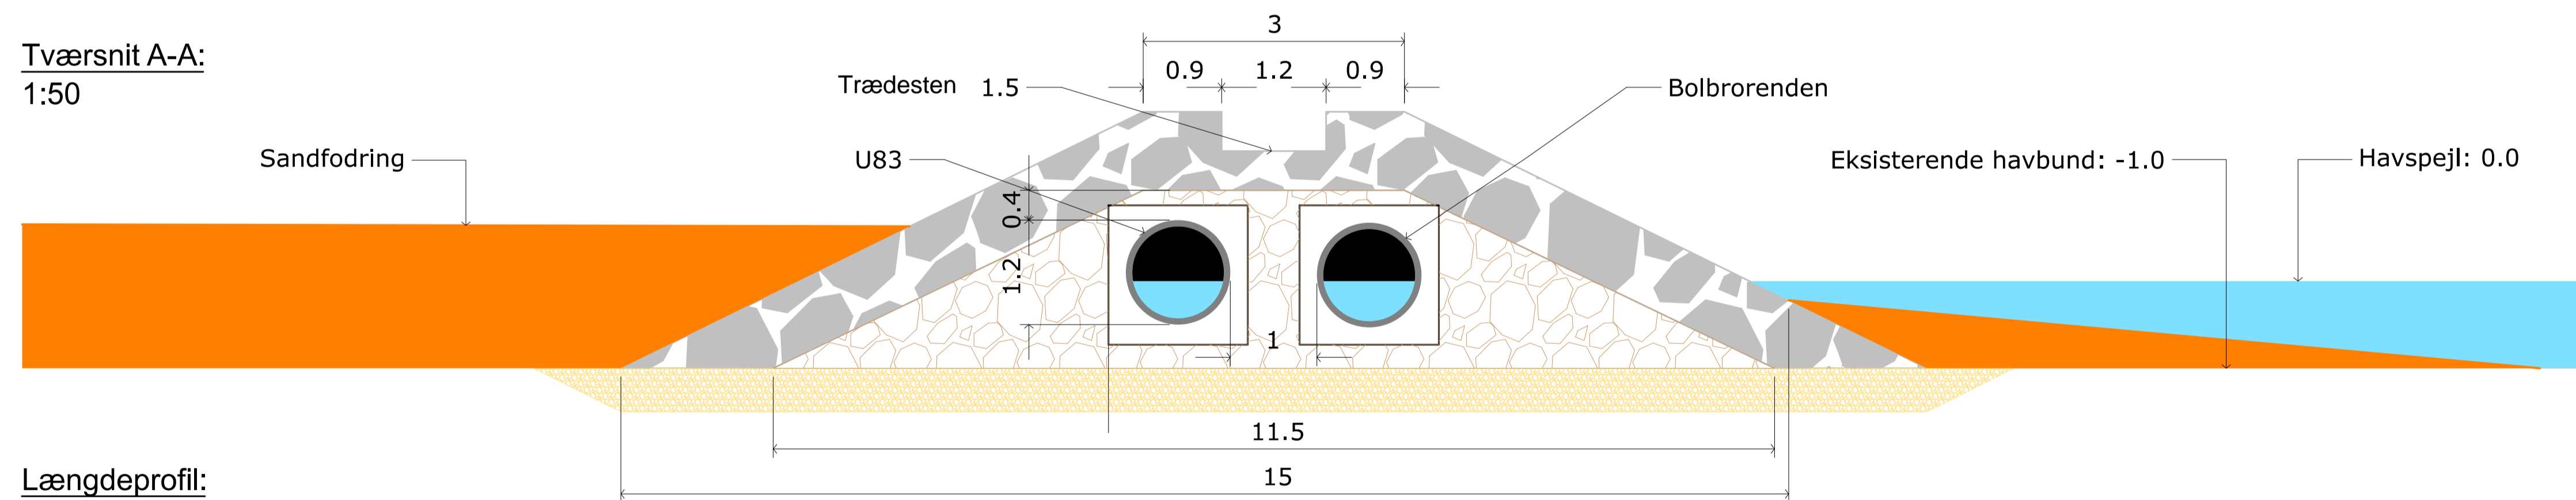 Tværsnit A-A:
1:50
3
0.9 1.2 0.9
Trædesten 1.5
Bolbrorenden
Sandfodring
U83
Eksisterende havbund: -1.0
Havspejl: 0.0
0.4
1.2
1
11.5
15
Længdeprofil: